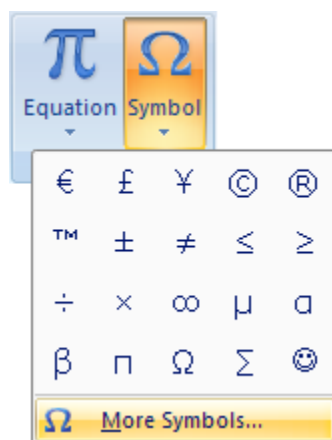 π Ω
Equation Symbol
€ £ ¥ © ®
™ ± ≠ ≤ ≥
÷ × ∞ µ α
β π Ω Σ ☺
Ω More Symbols...